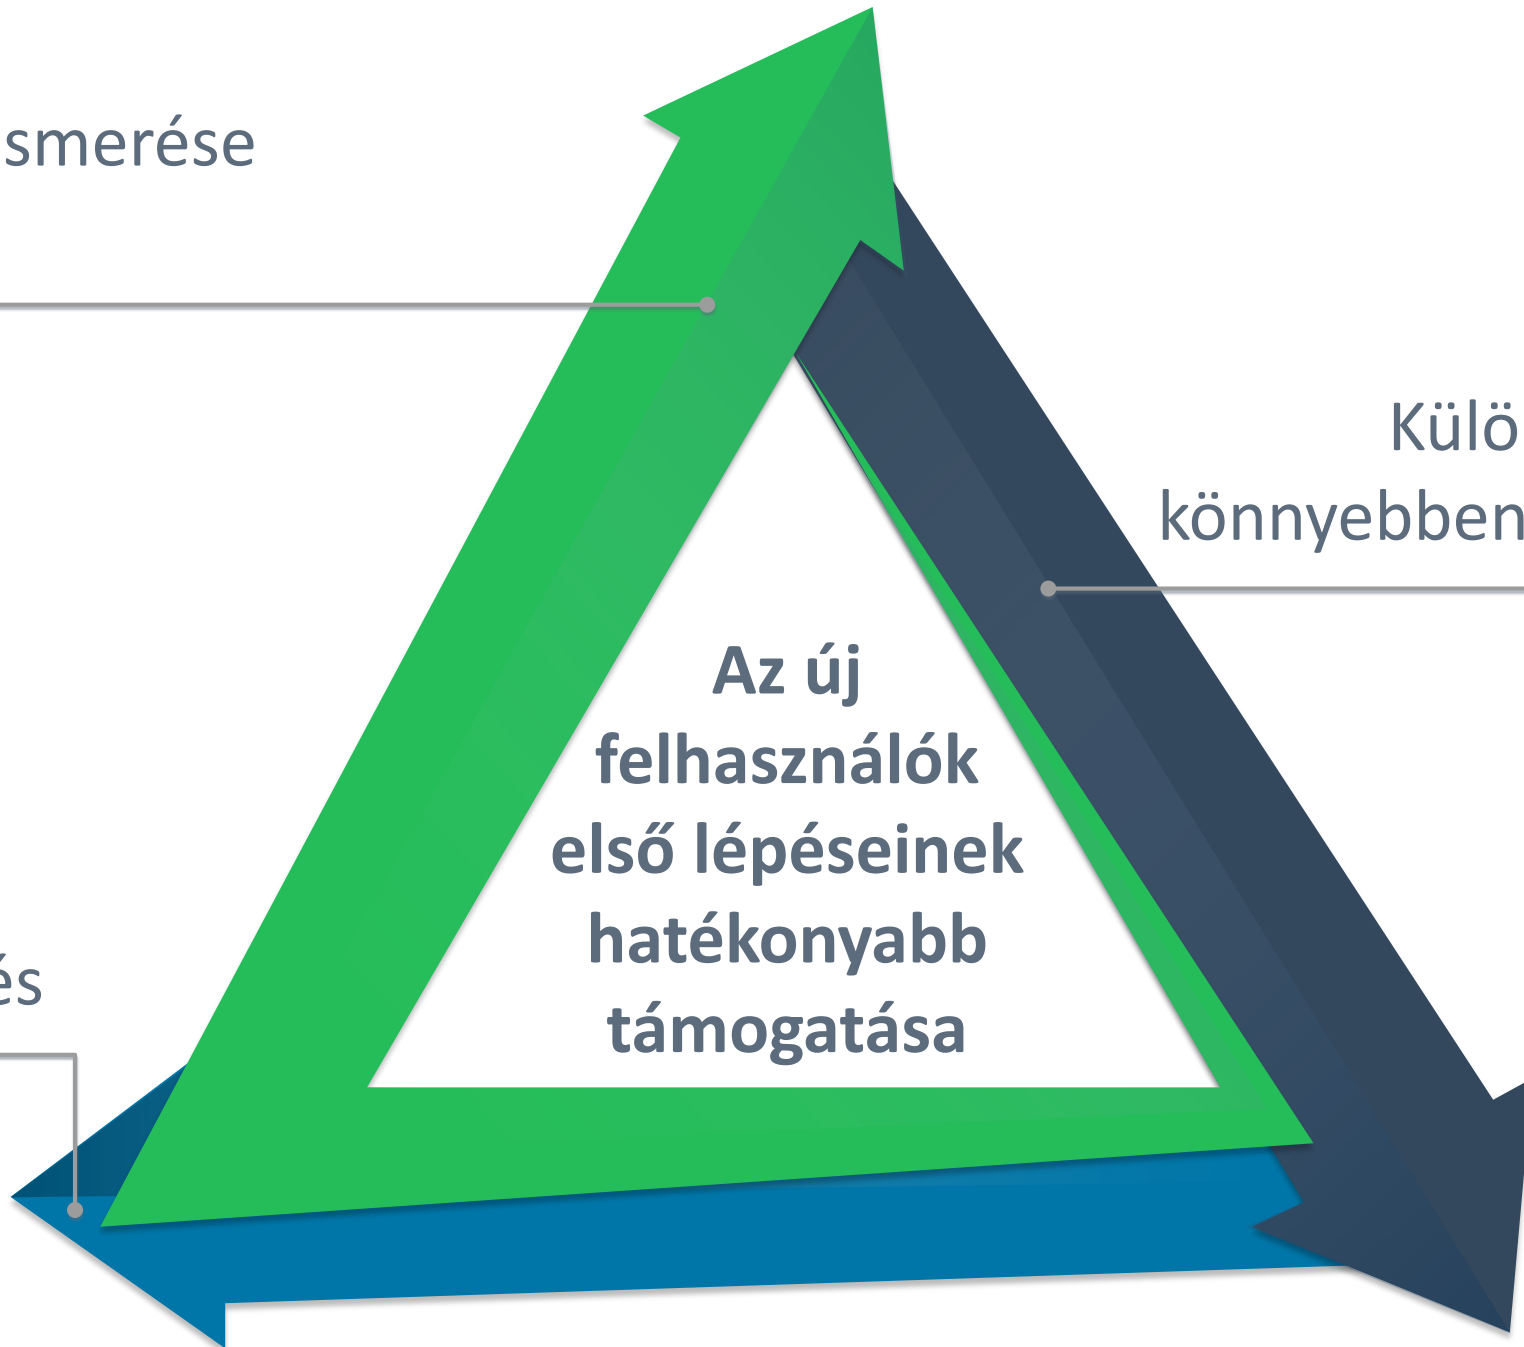 smerése
Külö
könnyebben
Az új
felhasználók
első lépéseinek
hatékonyabb
támogatása
és